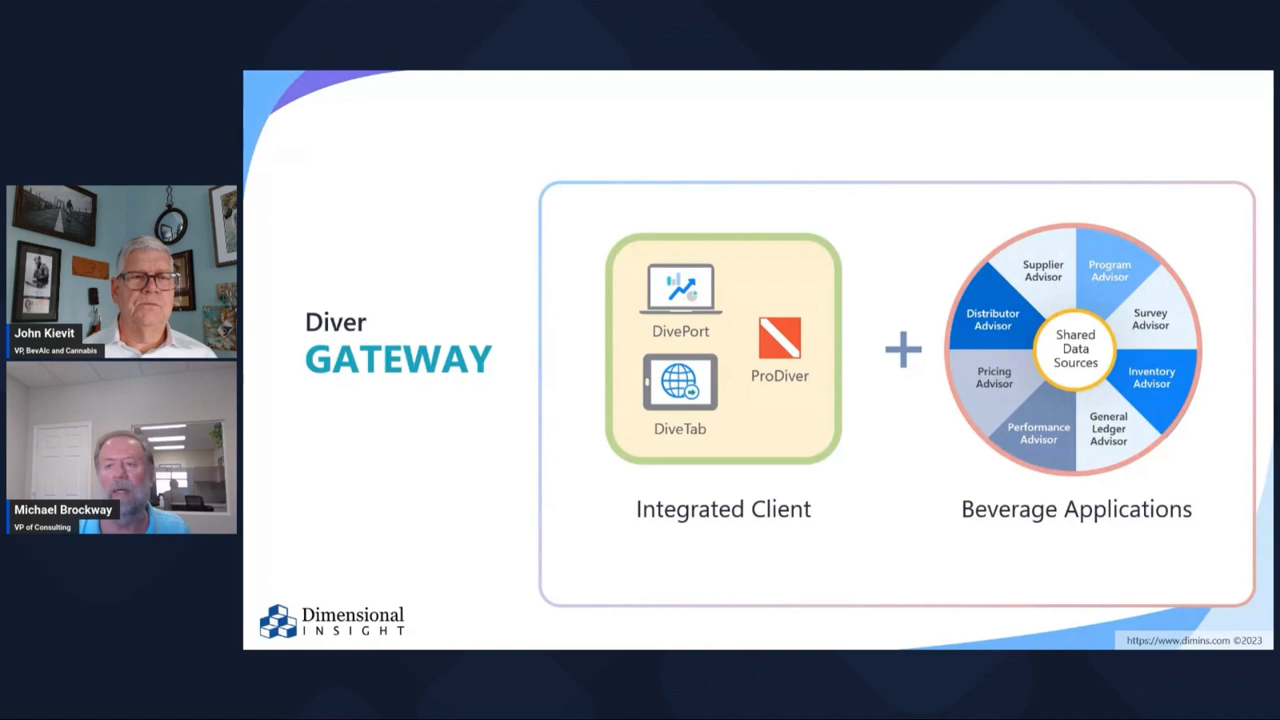 John Kievit
VP, BevAlc and Cannabis
Michael Brockway
VP of Consulting
Diver
GATEWAY
DivePort
ProDiver
DiveTab
Integrated Client
+
Supplier
Advisor
Program
Advisor
Survey
Advisor
Inventory
Advisor
General
Ledger
Advisor
Performance
Advisor
Pricing
Advisor
Distributor
Advisor
Shared
Data
Sources
Beverage Applications
Dimensional
INSIGHT
https://www.dimins.com ©2023